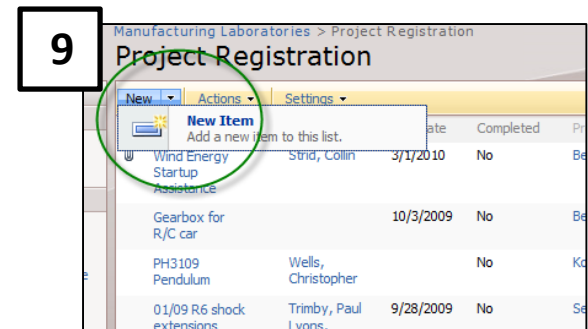 9
Manufacturing Laboratories > Project Registration
Project Registration
New Actions Settings
New Item
Add a new item to this list.
ate Completed Pr
Wind Energy Startup Assistance Strid, Collin 3/1/2010 No Be
Gearbox for R/C car 10/3/2009 No Be
PH3109 Pendulum Wells, Christopher No Ko
01/09 R6 shock extensions Trimby, Paul Lyons, 9/28/2009 No Se
e